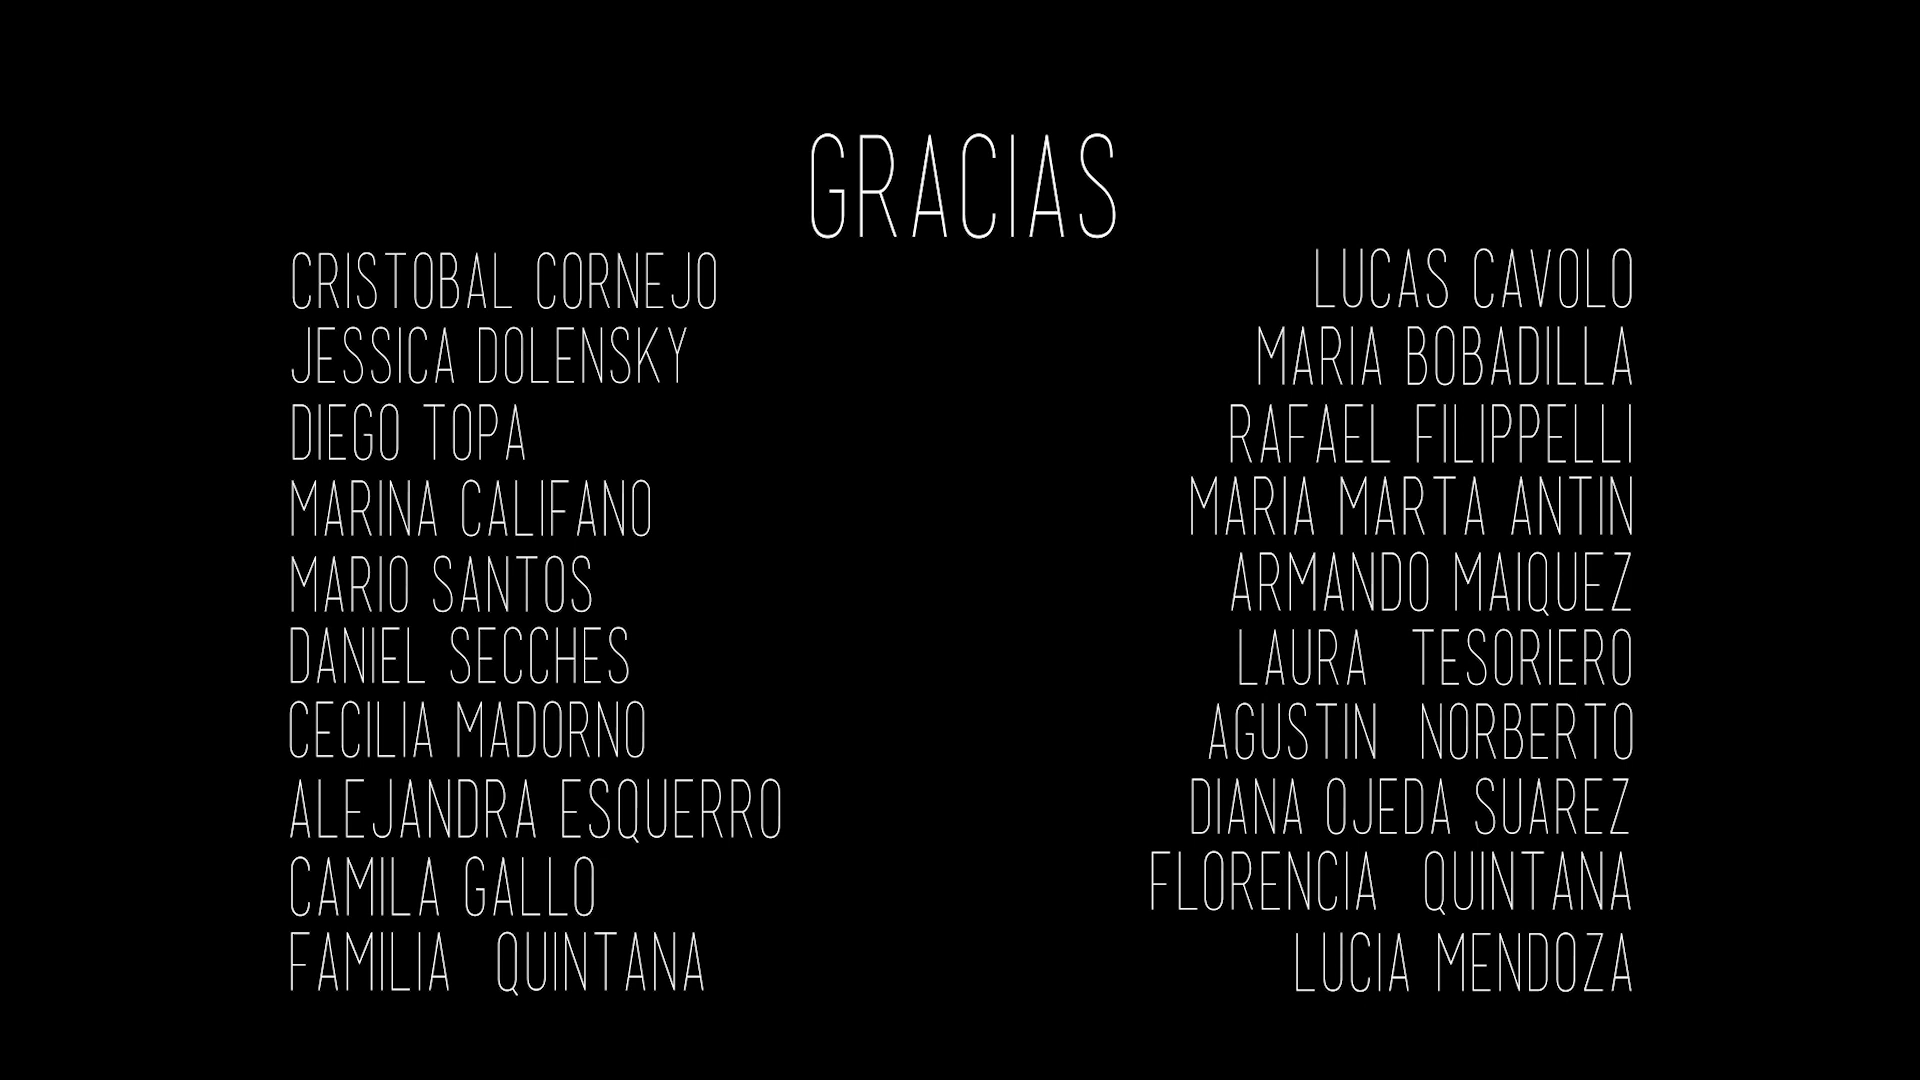 GRACIAS
CRISTOBAL CORNEJO
JESSICA DOLENSKY
DIEGO TOPA
MARINA CALIFANO
MARIO SANTOS
DANIEL SECCHES
CECILIA MADORNO
ALEJANDRA ESQUERRO
CAMILA GALLO
FAMILIA QUINTANA
LUCAS CAVOLO
MARIA BOBADILLA
RAFAEL FILIPPELLI
MARIA MARTA ANTIN
ARMANDO MAIQUEZ
LAURA TESORIERO
AGUSTIN NORBERTO
DIANA OJEDA SUAREZ
FLORENCIA QUINTANA
LUCIA MENDOZA